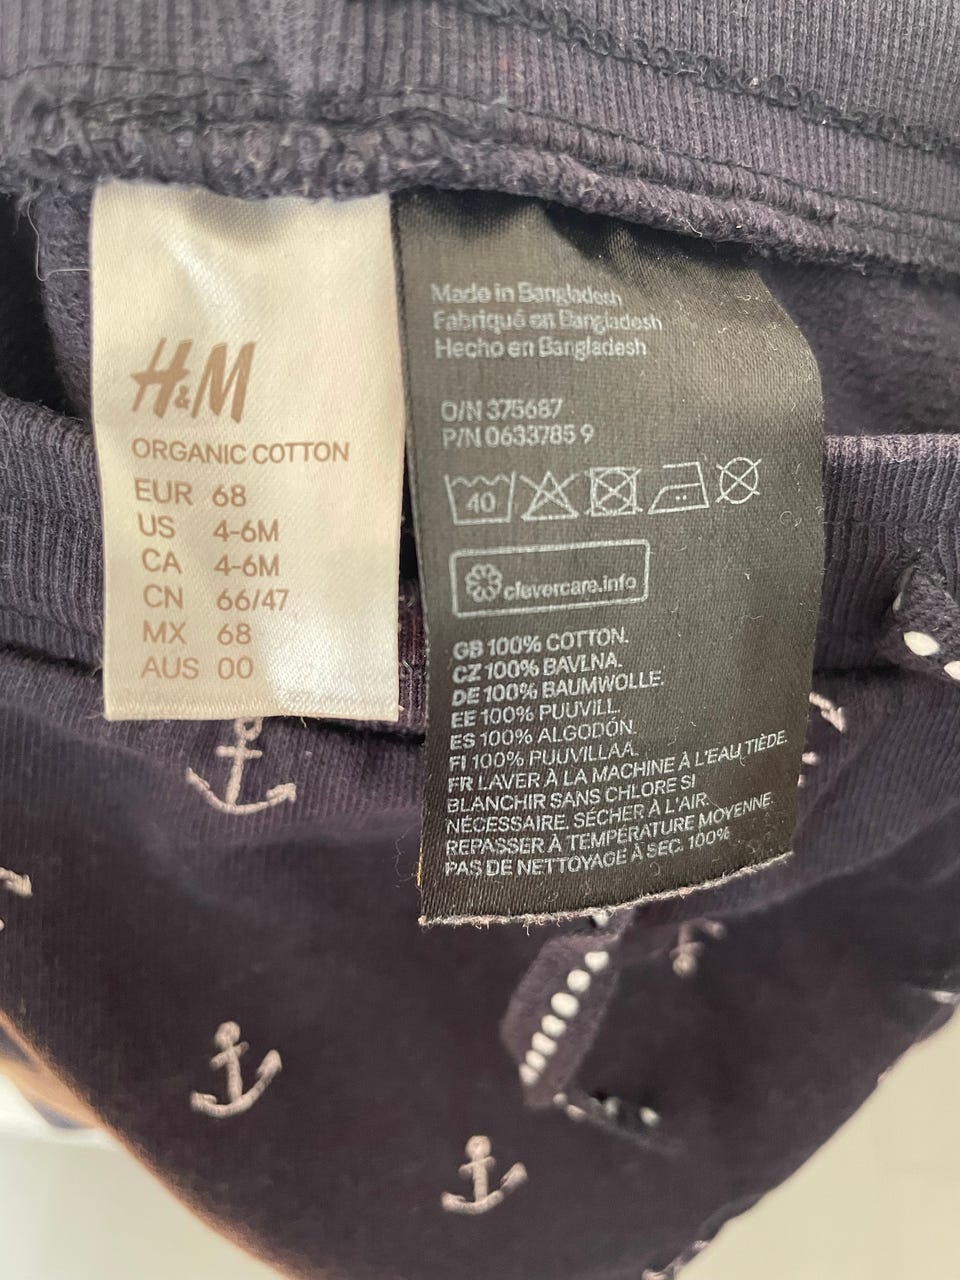 H&M
ORGANIC COTTON
EUR 68
US 4-6M
CA 4-6M
CN 66/47
MX 68
AUS 00
Made in Bangladesh
Fabriqué en Bangladesh
Hecho en Bangladesh
O/N 375687
P/N 0633785 9
40
clevercare.info
GB 100% COTTON.
CZ 100% BAVLNA.
DE 100% BAUMWOLLE.
EE 100% PUUVILL.
ES 100% ALGODÓN.
FI 100% PUUVILLAA.
FR LAVER À LA MACHINE À L'EAU TIÈDE.
BLANCHIR SANS CHLORE SI
NÉCESSAIRE. SÉCHER À L'AIR.
REPASSER À TEMPÉRATURE MOYENNE.
PAS DE NETTOYAGE À SEC. 100%